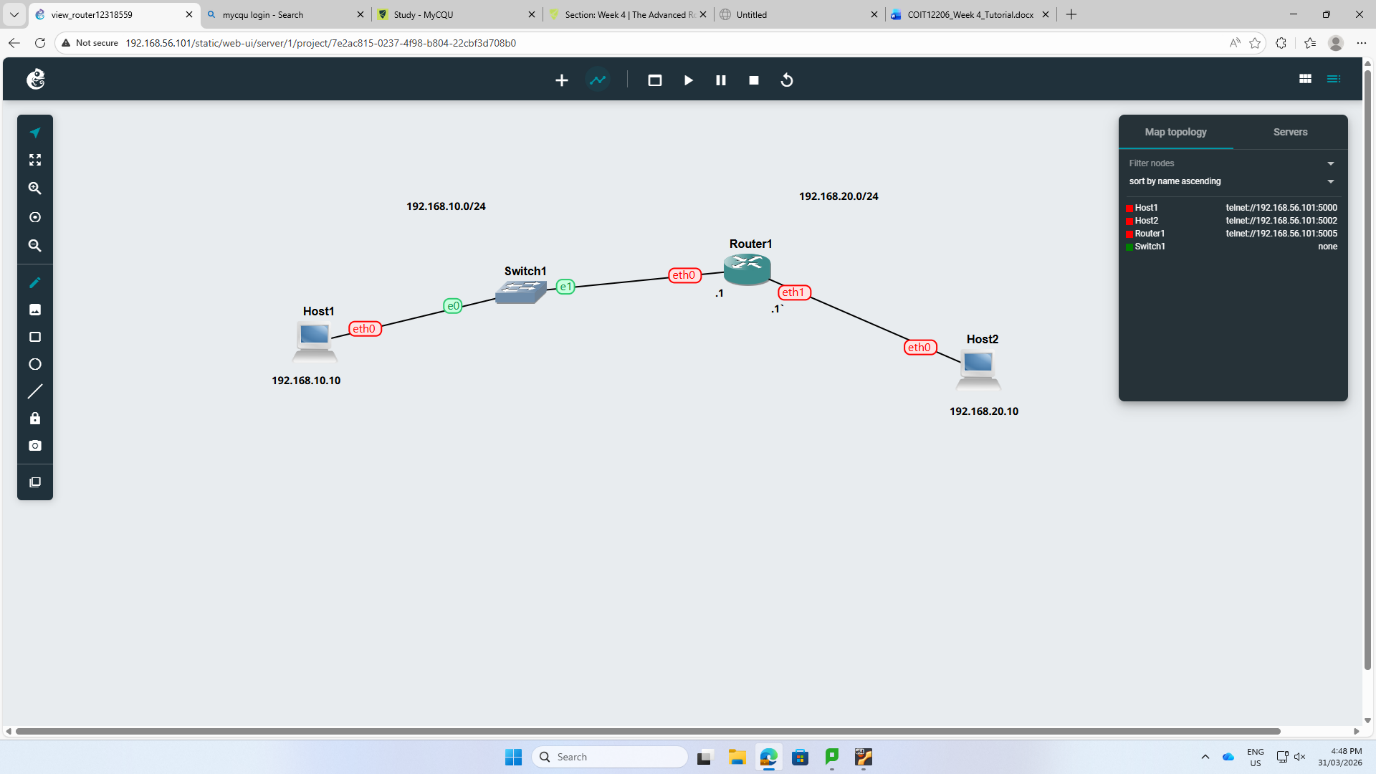 view_router12318559
mycqu login - Search
Study - MyCQU
Section: Week 4 | The Advanced Ro
Untitled
COIT12206_Week 4_Tutorial.docx
Not secure
192.168.56.101/static/web-ui/server/1/project/7e2ac815-0237-4f98-b804-22cbf3d708b0
Map topology
Servers
Filter nodes
sort by name ascending
Host1 telnet://192.168.56.101:5000
Host2 telnet://192.168.56.101:5002
Router1 telnet://192.168.56.101:5005
Switch1 none
192.168.20.0/24
192.168.10.0/24
Router1
Switch1
eth0
e1
.1
eth1
.1`
e0
Host1
eth0
Host2
eth0
192.168.10.10
192.168.20.10
Search
ENG
US
4:48 PM
31/03/2026